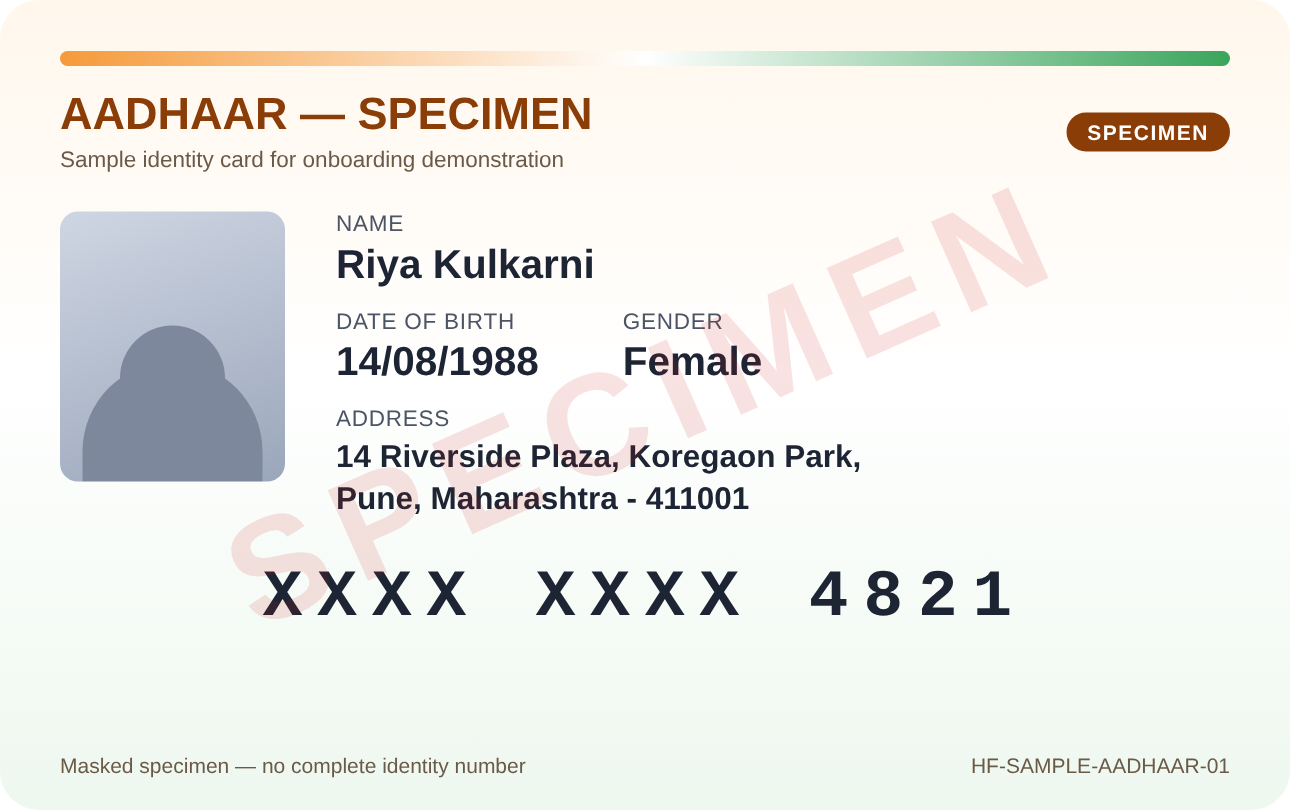 AADHAAR — SPECIMEN
SPECIMEN
Sample identity card for onboarding demonstration
NAME
Riya Kulkarni
DATE OF BIRTH GENDER
14/08/1988 Female
ADDRESS
14 Riverside Plaza, Koregaon Park,
Pune, Maharashtra - 411001
SPECIMEN
XXXX XXXX 4821
Masked specimen — no complete identity number
HF-SAMPLE-AADHAAR-01